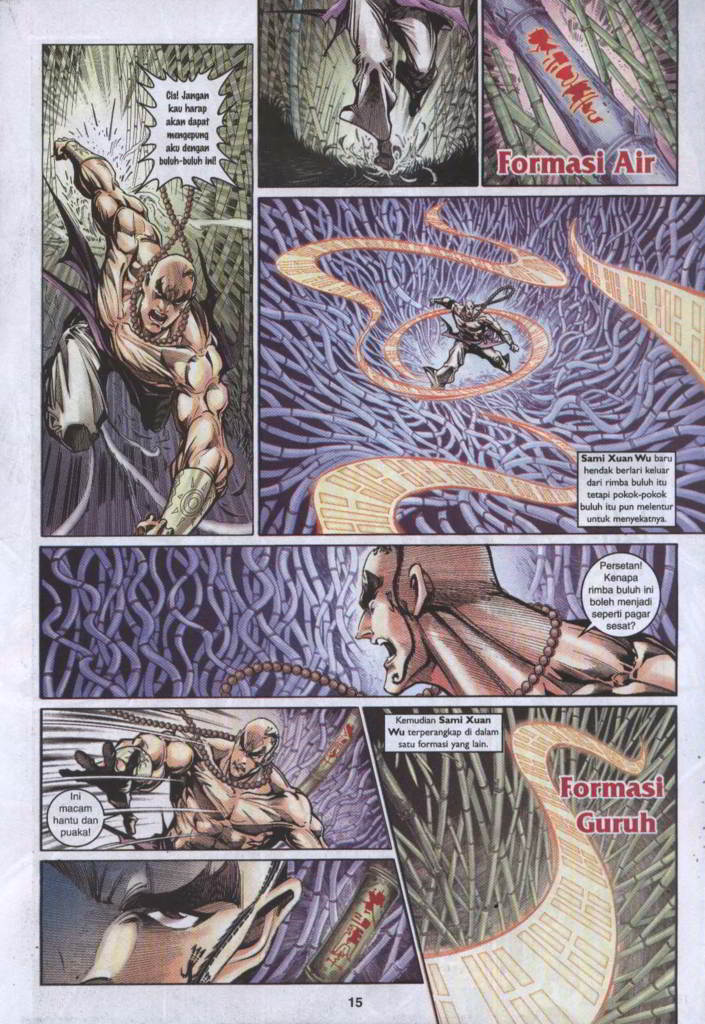 Cis! Jangan
kau harap
akan dapat
mengepung
aku dengan
buluh-buluh ini!
Formasi Air
Sami Xuan Wu baru
hendak berlari keluar
dari rimba buluh itu
tetapi pokok-pokok
buluh itu pun melentur
untuk menyekatnya.
Persetan!
Kenapa
rimba buluh ini
boleh menjadi
seperti pagar
sesat?
Ini
macam
hantu dan
puaka!
Kemudian Sami Xuan
Wu terperangkap di dalam
satu formasi yang lain.
Formasi
Guruh
15